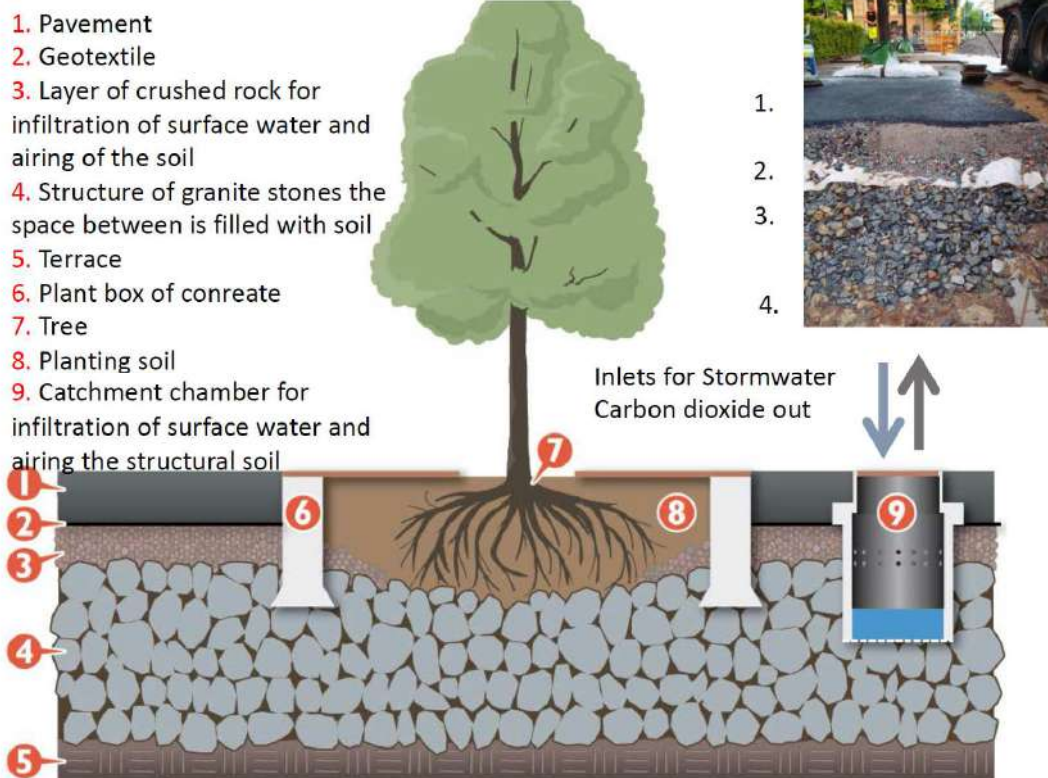 1. Pavement
2. Geotextile
3. Layer of crushed rock for
infiltration of surface water and
airing of the soil
4. Structure of granite stones the
space between is filled with soil
5. Terrace
6. Plant box of conreate
7. Tree
8. Planting soil
9. Catchment chamber for
infiltration of surface water and
airing the structural soil
1.
2.
3.
4.
Inlets for Stormwater
Carbon dioxide out
1
2
3
4
5
6
7
8
9